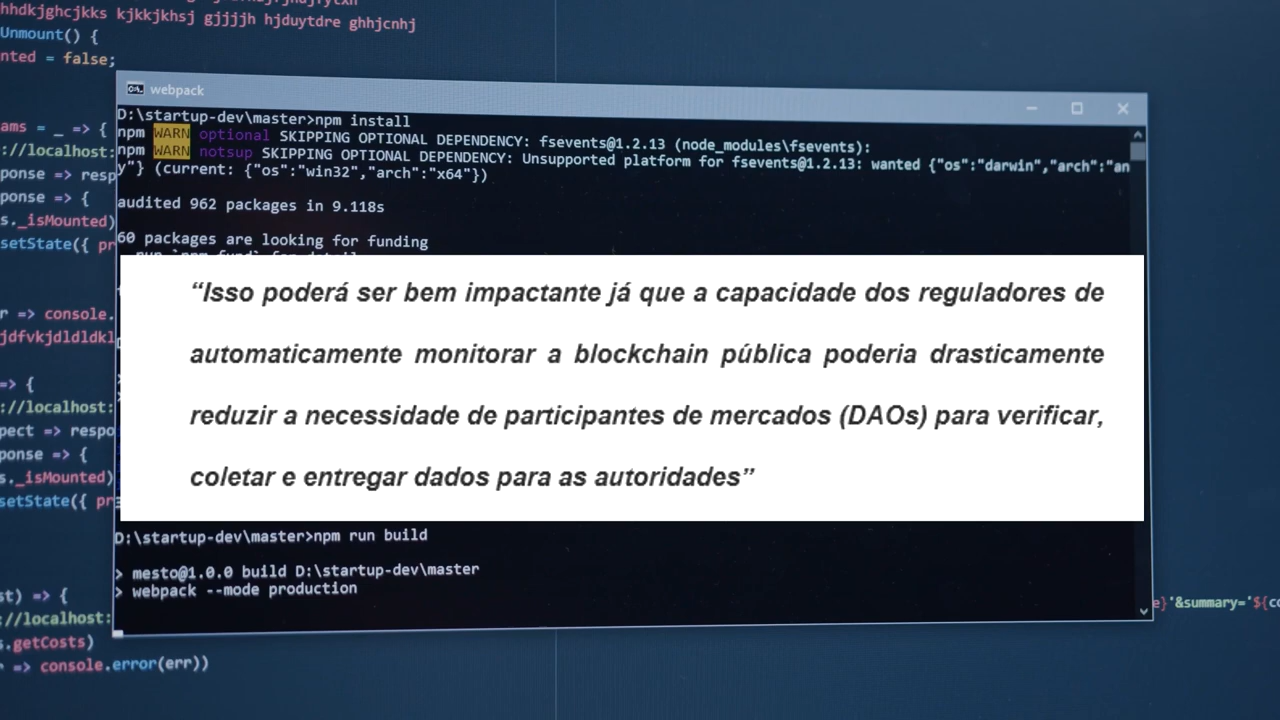 hhdkjghcjkks kjkkjkhsj gjjjjh hjduytdre ghhjcnhj
Unmount() {
nted = false;
webpack
D:\startup-dev\master>npm install
npm WARN optional SKIPPING OPTIONAL DEPENDENCY: fsevents@1.2.13 (node_modules\fsevents):
npm WARN notsup SKIPPING OPTIONAL DEPENDENCY: Unsupported platform for fsevents@1.2.13: wanted {"os":"darwin","arch":"an
y"} (current: {"os":"win32","arch":"x64"})
audited 962 packages in 9.118s
60 packages are looking for funding
ams = _ => {
://localhost:
ponse => resp
ponse => {
s._isMounted)
setState({ pr
“Isso poderá ser bem impactante já que a capacidade dos reguladores de
automaticamente monitorar a blockchain pública poderia drasticamente
reduzir a necessidade de participantes de mercados (DAOs) para verificar,
coletar e entregar dados para as autoridades”
r => console.
jdfvkjdldldkl
=> {
://localhost:
pect => respo
ponse => {
s._isMounted)
setState({ pr
D:\startup-dev\master>npm run build
> mesto@1.0.0 build D:\startup-dev\master
> webpack --mode production
st) => {
://localhost:
s.getCosts)
r => console.error(err))
e}'&summary='${co